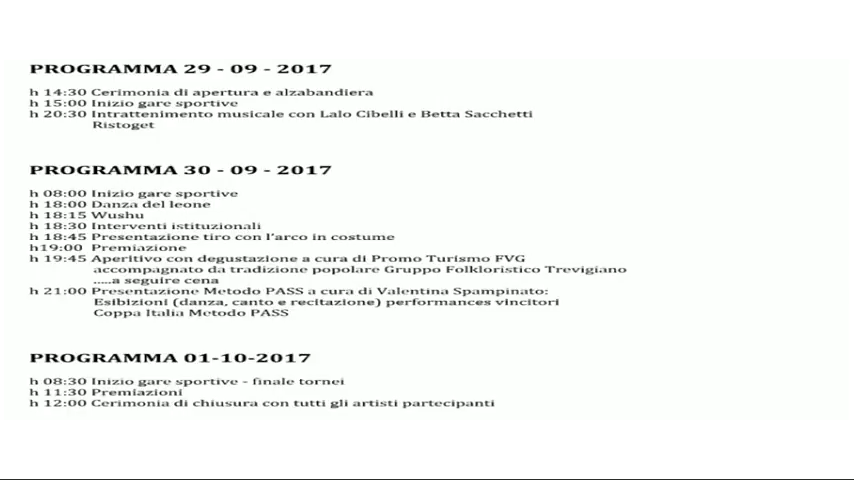 PROGRAMMA 29 - 09 - 2017
h 14:30 Cerimonia di apertura e alzabandiera
h 15:00 Inizio gare sportive
h 20:30 Intrattenimento musicale con Lalo Cibelli e Betta Sacchetti
Ristoget
PROGRAMMA 30 - 09 - 2017
h 08:00 Inizio gare sportive
h 18:00 Danza del leone
h 18:15 Wushu
h 18:30 Interventi istituzionali
h 18:45 Presentazione tiro con l'arco in costume
h19:00 Premiazione
h 19:45 Aperitivo con degustazione a cura di Promo Turismo FVG
accompagnato da tradizione popolare Gruppo Folkloristico Trevigiano
.....a seguire cena
h 21:00 Presentazione Metodo PASS a cura di Valentina Spampinato:
Esibizioni (danza, canto e recitazione) performances vincitori
Coppa Italia Metodo PASS
PROGRAMMA 01-10-2017
h 08:30 Inizio gare sportive - finale tornei
h 11:30 Premiazioni
h 12:00 Cerimonia di chiusura con tutti gli artisti partecipanti